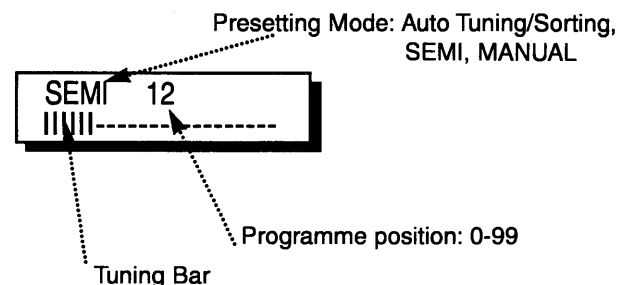 Presetting Mode: Auto Tuning/Sorting,
SEMI, MANUAL
SEMI 12
Programme position: 0-99
Tuning Bar